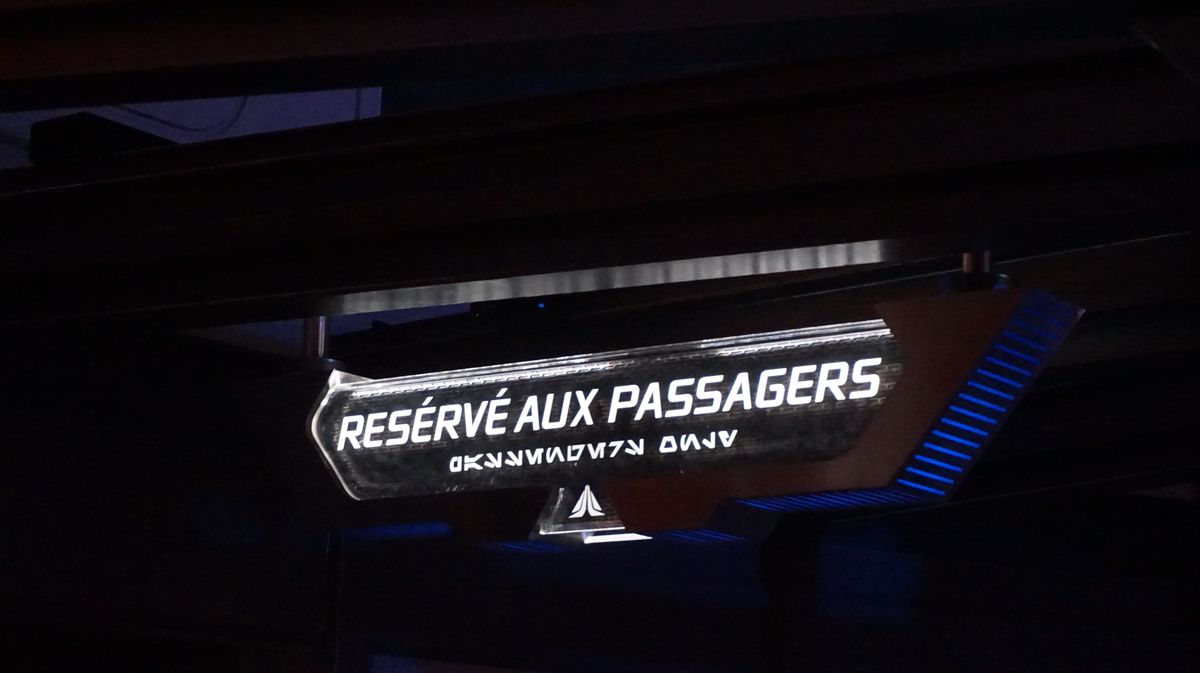 RESÉRVÉ AUX PASSAGERS